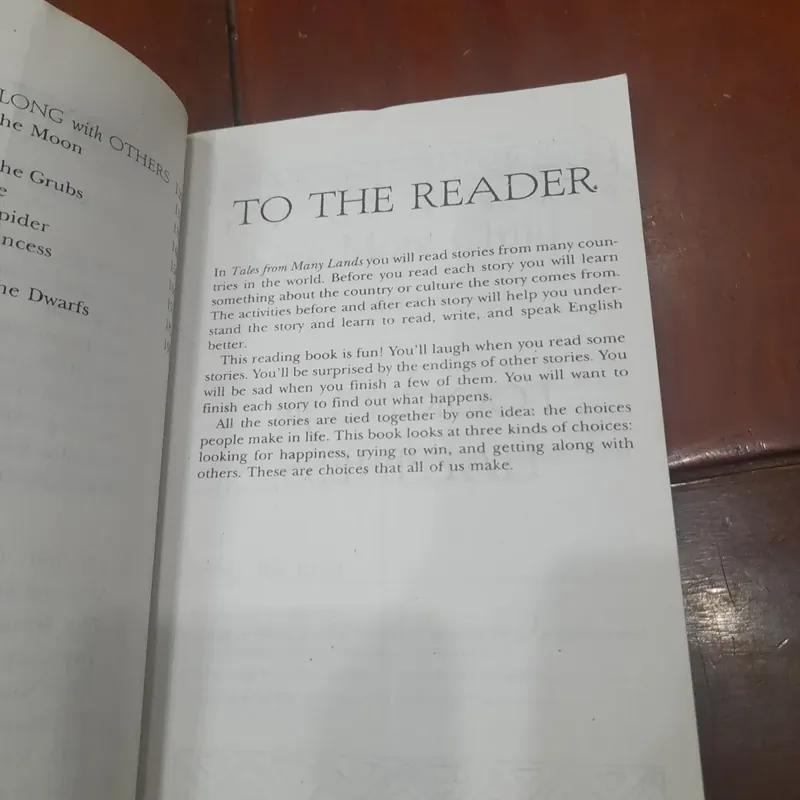 LONG with OTHERS
he Moon
he Grubs
e
pider
ncess
ne Dwarfs
TO THE READER
In Tales from Many Lands you will read stories from many coun-
tries in the world. Before you read each story you will learn
something about the country or culture the story comes from.
The activities before and after each story will help you under-
stand the story and learn to read, write, and speak English
better.
This reading book is fun! You'll laugh when you read some
stories. You'll be surprised by the endings of other stories. You
will be sad when you finish a few of them. You will want to
finish each story to find out what happens.
All the stories are tied together by one idea: the choices
people make in life. This book looks at three kinds of choices:
looking for happiness, trying to win, and getting along with
others. These are choices that all of us make.